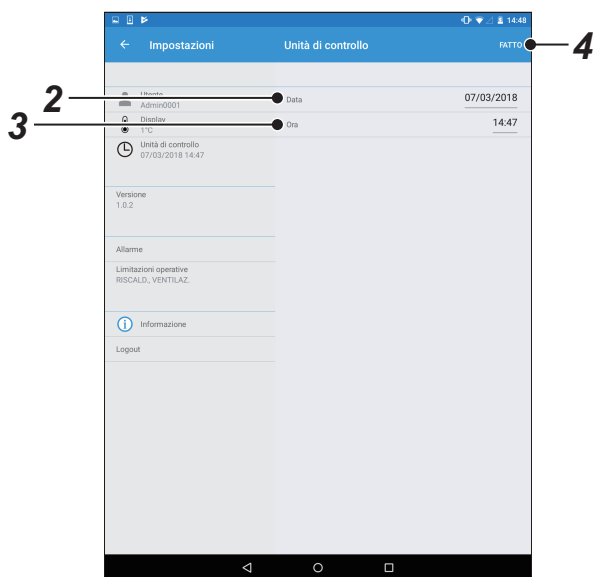 14:48
Impostazioni
Unità di controllo
FATTO
4
2
Utente
Admin0001
Data
07/03/2018
3
Display
1°C
Ora
14:47
Unità di controllo
07/03/2018 14:47
Versione
1.0.2
Allarme
Limitazioni operative
RISCALD., VENTILAZ.
Informazione
Logout